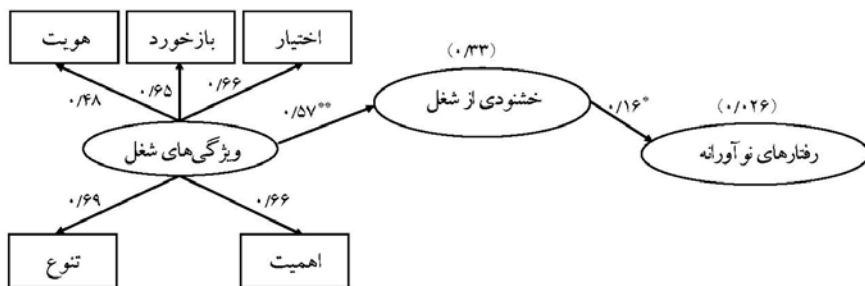 اختیار
بازخورد
هویت
۰/۶۶
۰/۶۵
۰/۴۸
(۰/۳۳)
خشنودی از شغل
۰/۵۷**
۰/۱۶*
(۰/۰۲۶)
رفتارهای نوآورانه
ویژگی‌های شغل
۰/۶۶
۰/۶۹
اهمیت
تنوع